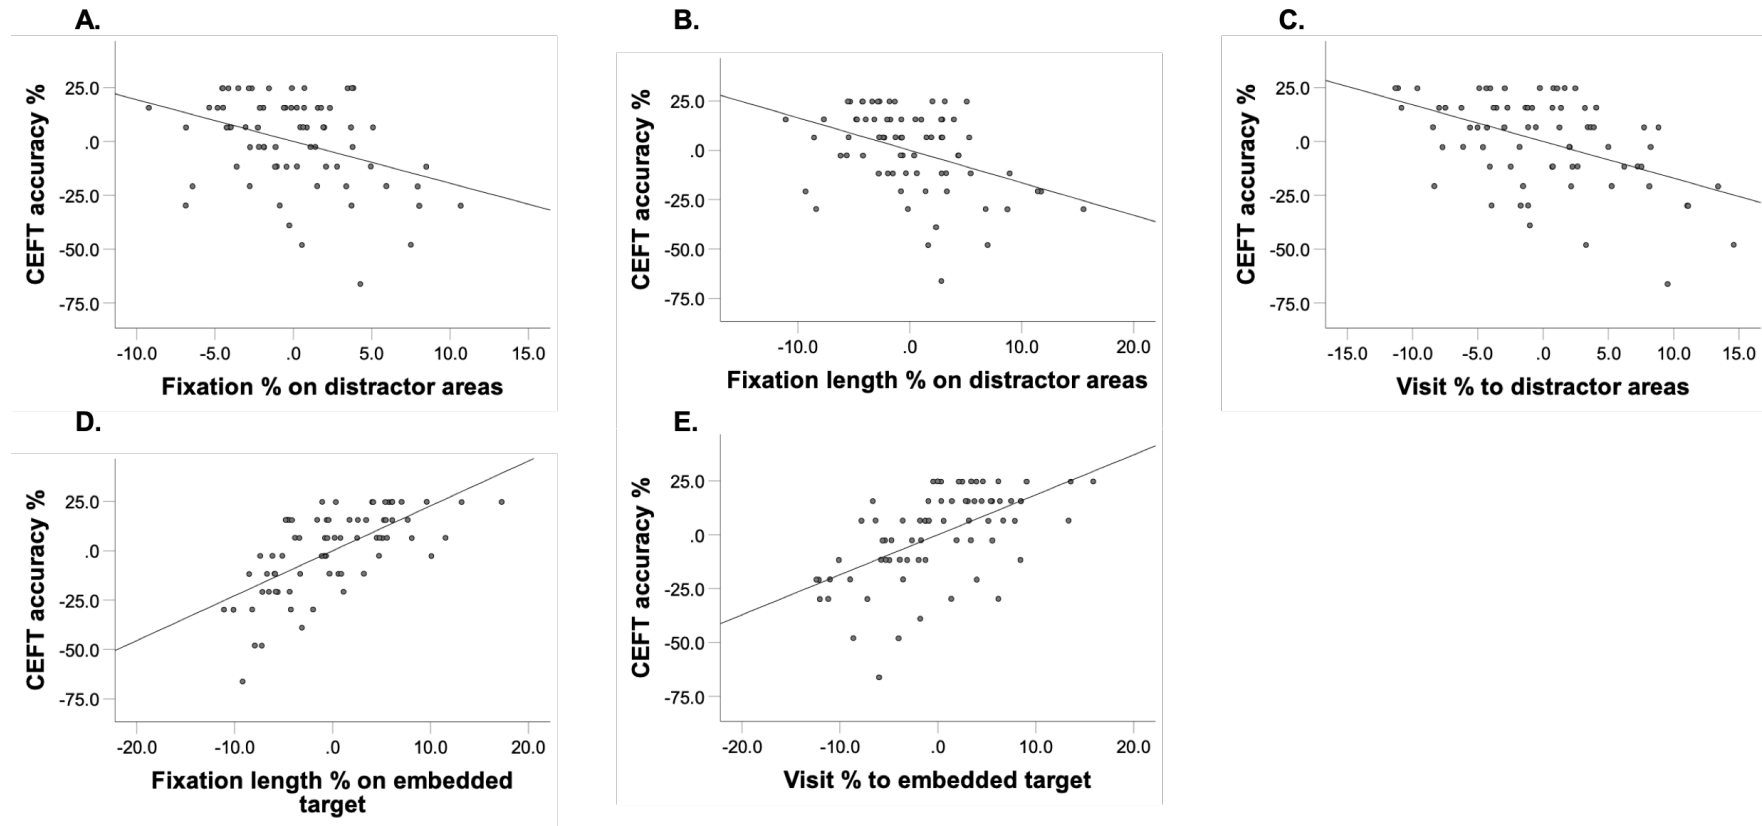 A.
CEFT accuracy %
25.0
.0
-25.0
-50.0
-75.0
-10.0 -5.0 .0 5.0 10.0 15.0
Fixation % on distractor areas
B.
CEFT accuracy %
25.0
.0
-25.0
-50.0
-75.0
-10.0 .0 10.0 20.0
Fixation length % on distractor areas
C.
CEFT accuracy %
25.0
.0
-25.0
-50.0
-75.0
-15.0 -10.0 -5.0 .0 5.0 10.0 15.0
Visit % to distractor areas
D.
CEFT accuracy %
25.0
.0
-25.0
-50.0
-75.0
-20.0 -10.0 .0 10.0 20.0
Fixation length % on embedded
target
E.
CEFT accuracy %
25.0
.0
-25.0
-50.0
-75.0
-20.0 -10.0 .0 10.0 20.0
Visit % to embedded target